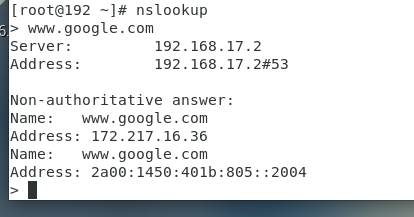 [root@192 ~]# nslookup
> www.google.com
Server:         192.168.17.2
Address:        192.168.17.2#53

Non-authoritative answer:
Name:   www.google.com
Address: 172.217.16.36
Name:   www.google.com
Address: 2a00:1450:401b:805::2004
>